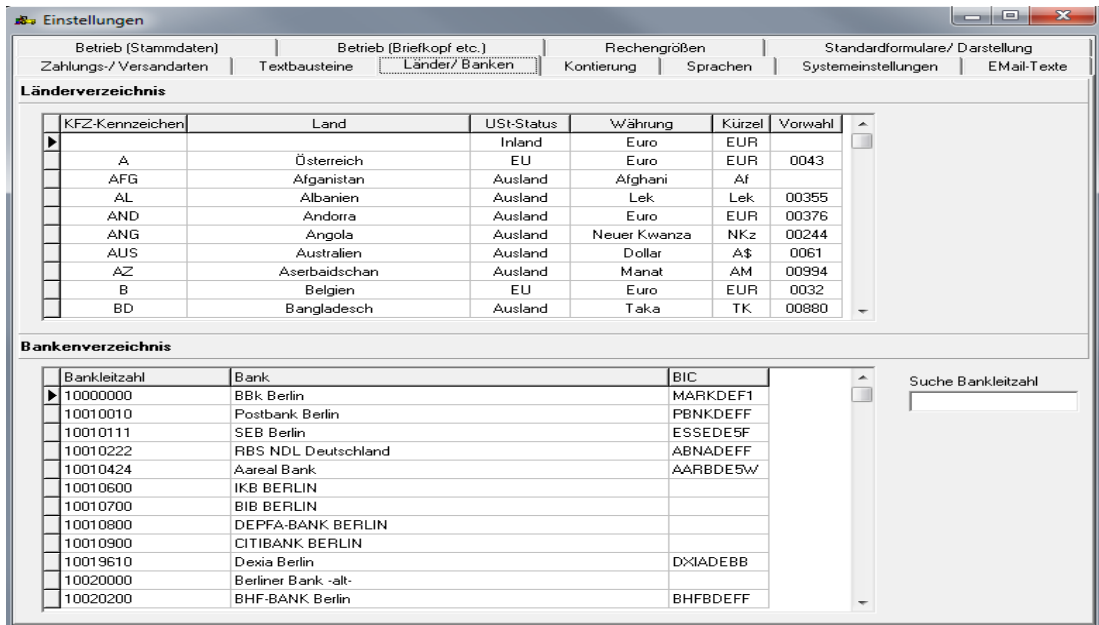 Einstellungen
Betrieb (Stammdaten) Betrieb (Briefkopf etc.) Rechengrößen Standardformulare/ Darstellung
Zahlungs-/ Versandarten Textbausteine Länder/ Banken Kontierung Sprachen Systemeinstellungen EMail-Texte
Länderverzeichnis
KFZ-Kennzeichen Land USt-Status Währung Kürzel Vorwahl
Inland Euro EUR
A Österreich EU Euro EUR 0043
AFG Afganistan Ausland Afghani Af
AL Albanien Ausland Lek Lek 00355
AND Andorra Ausland Euro EUR 00376
ANG Angola Ausland Neuer Kwanza NKz 00244
AUS Australien Ausland Dollar A$ 0061
AZ Aserbaidschan Ausland Manat AM 00994
B Belgien EU Euro EUR 0032
BD Bangladesch Ausland Taka TK 00880
Bankenverzeichnis
Bankleitzahl Bank BIC Suche Bankleitzahl
10000000 BBk Berlin MARKDEF1
10010010 Postbank Berlin PBNKDEFF
10010111 SEB Berlin ESSEDE5F
10010222 RBS NDL Deutschland ABNADEFF
10010424 Aareal Bank AARBDE5W
10010600 IKB BERLIN
10010700 BIB BERLIN
10010800 DEPFA-BANK BERLIN
10010900 CITIBANK BERLIN
10019610 Dexia Berlin DXIADEBB
10020000 Berliner Bank -alt-
10020200 BHF-BANK Berlin BHFBDEFF